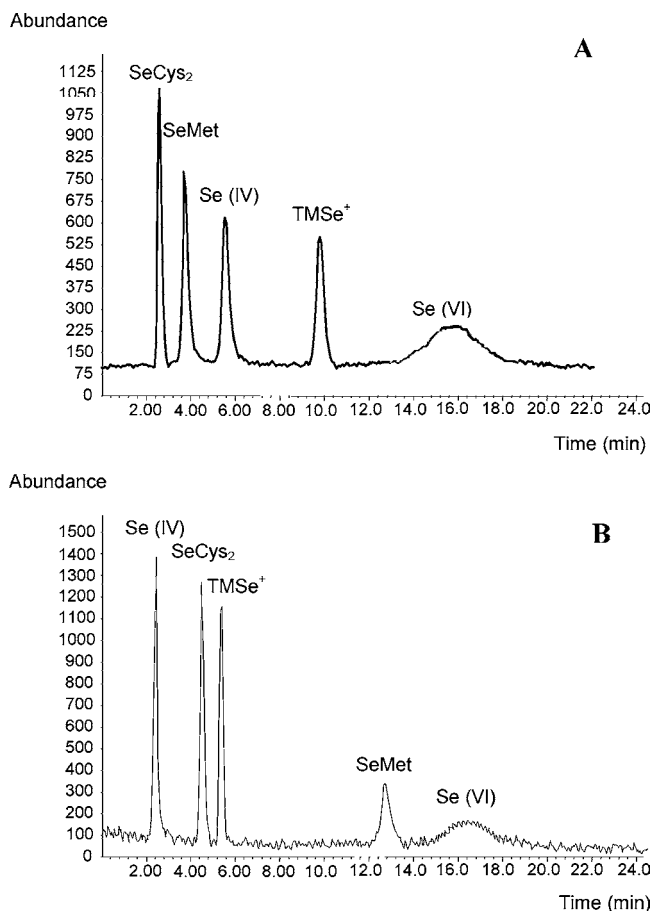 Abundance
A
SeCys₂
SeMet
Se (IV)
TMSe⁺
Se (VI)
1125
1050
975
900
825
750
675
600
525
450
375
300
225
150
75
0
2.00 4.00 6.00 8.00 10.0 12.0 14.0 16.0 18.0 20.0 22.0 24.0
Time (min)
Abundance
B
Se (IV)
SeCys₂
TMSe⁺
SeMet
Se (VI)
1500
1400
1300
1200
1100
1000
900
800
700
600
500
400
300
200
100
0
2.00 4.00 6.00 8.00 10.0 12.0 14.0 16.0 18.0 20.0 22.0 24.0
Time (min)